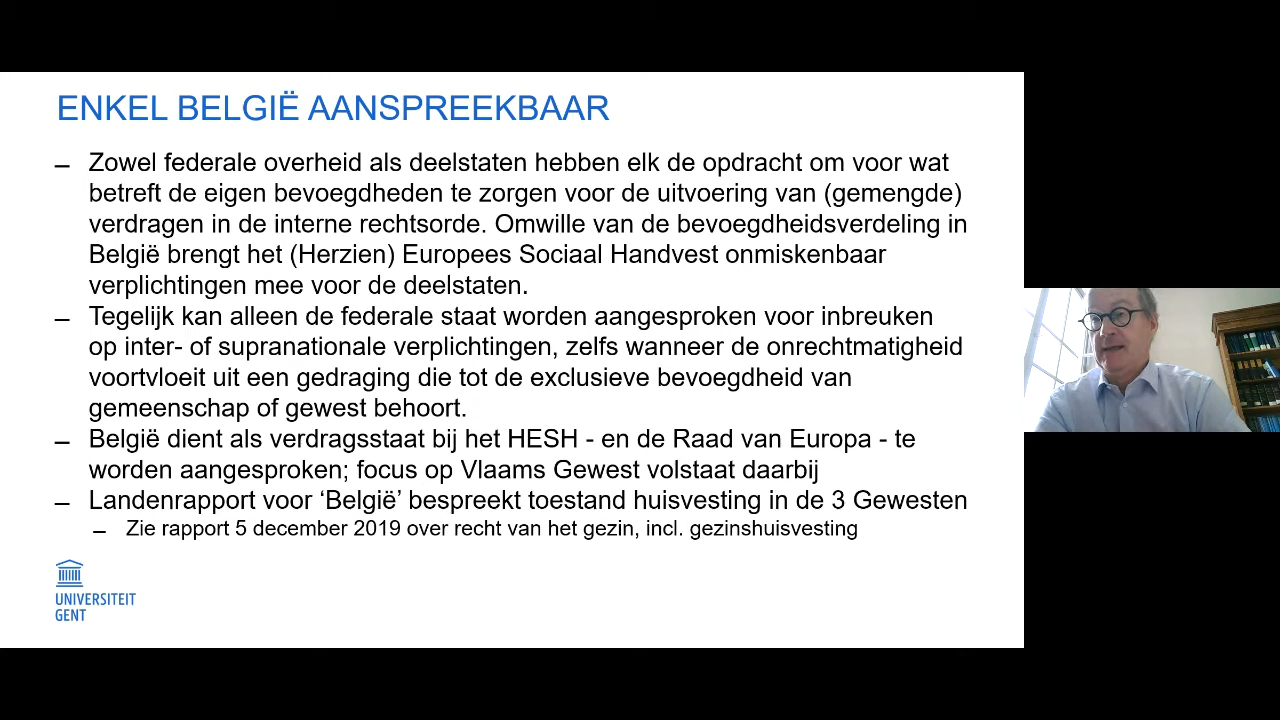 ENKEL BELGIË AANSPREEKBAAR
– Zowel federale overheid als deelstaten hebben elk de opdracht om voor wat
betreft de eigen bevoegdheden te zorgen voor de uitvoering van (gemengde)
verdragen in de interne rechtsorde. Omwille van de bevoegdheidsverdeling in
België brengt het (Herzien) Europees Sociaal Handvest onmiskenbaar
verplichtingen mee voor de deelstaten.
– Tegelijk kan alleen de federale staat worden aangesproken voor inbreuken
op inter- of supranationale verplichtingen, zelfs wanneer de onrechtmatigheid
voortvloeit uit een gedraging die tot de exclusieve bevoegdheid van
gemeenschap of gewest behoort.
– België dient als verdragsstaat bij het HESH - en de Raad van Europa - te
worden aangesproken; focus op Vlaams Gewest volstaat daarbij
– Landenrapport voor ‘België’ bespreekt toestand huisvesting in de 3 Gewesten
– Zie rapport 5 december 2019 over recht van het gezin, incl. gezinshuisvesting
UNIVERSITEIT
GENT